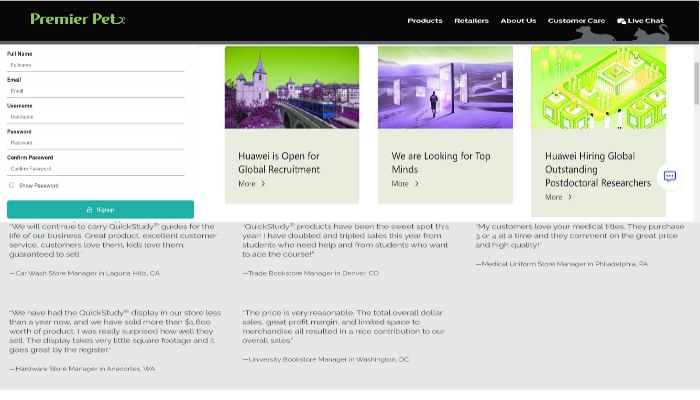 Premier Pet
Products Retailers About Us Customer Care Live Chat
Full Name
Fullname
Email
Email
Username
Username
Password
Password
Confirm Password
Confirm Password
Show Password
Signup
Huawei is Open for
Global Recruitment
More >
We are Looking for Top
Minds
More >
Huawei Hiring Global
Outstanding
Postdoctoral Researchers
More >
"We will continue to carry QuickStudy® guides for the
life of our business. Great product, excellent customer
service, customers love them, kids love them;
guaranteed to sell."
—Car Wash Store Manager in Laguna Hills, CA
"QuickStudy® products have been the sweet spot this
year! I have doubled and tripled sales this year from
students who need help and from students who want
to ace the course!"
—Trade Bookstore Manager in Denver, CO
"My customers love your medical titles. They purchase
3 or 4 at a time and they comment on the great price
and high quality!"
—Medical Uniform Store Manager in Philadelphia, PA
"We have had the QuickStudy® display in our store less
than a year now, and we have sold more than $1,600
worth of product. I was really surprised how well they
sell. The display takes very little square footage and it
goes great by the register."
—Hardware Store Manager in Anacortes, WA
"The price is very reasonable. The total overall dollar
sales, great profit margin, and limited space to
merchandise all resulted in a nice contribution to our
overall sales."
—University Bookstore Manager in Washington, DC